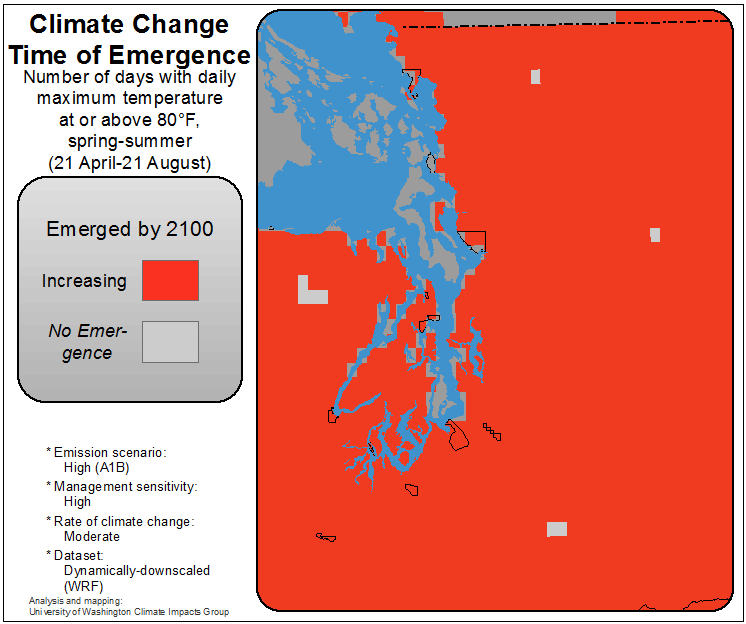 Climate Change
Time of Emergence
Number of days with daily
maximum temperature
at or above 80°F,
spring-summer
(21 April-21 August)
Emerged by 2100
Increasing
No Emer-
gence
* Emission scenario:
High (A1B)
* Management sensitivity:
High
* Rate of climate change:
Moderate
* Dataset:
Dynamically-downscaled
(WRF)
Analysis and mapping:
University of Washington Climate Impacts Group